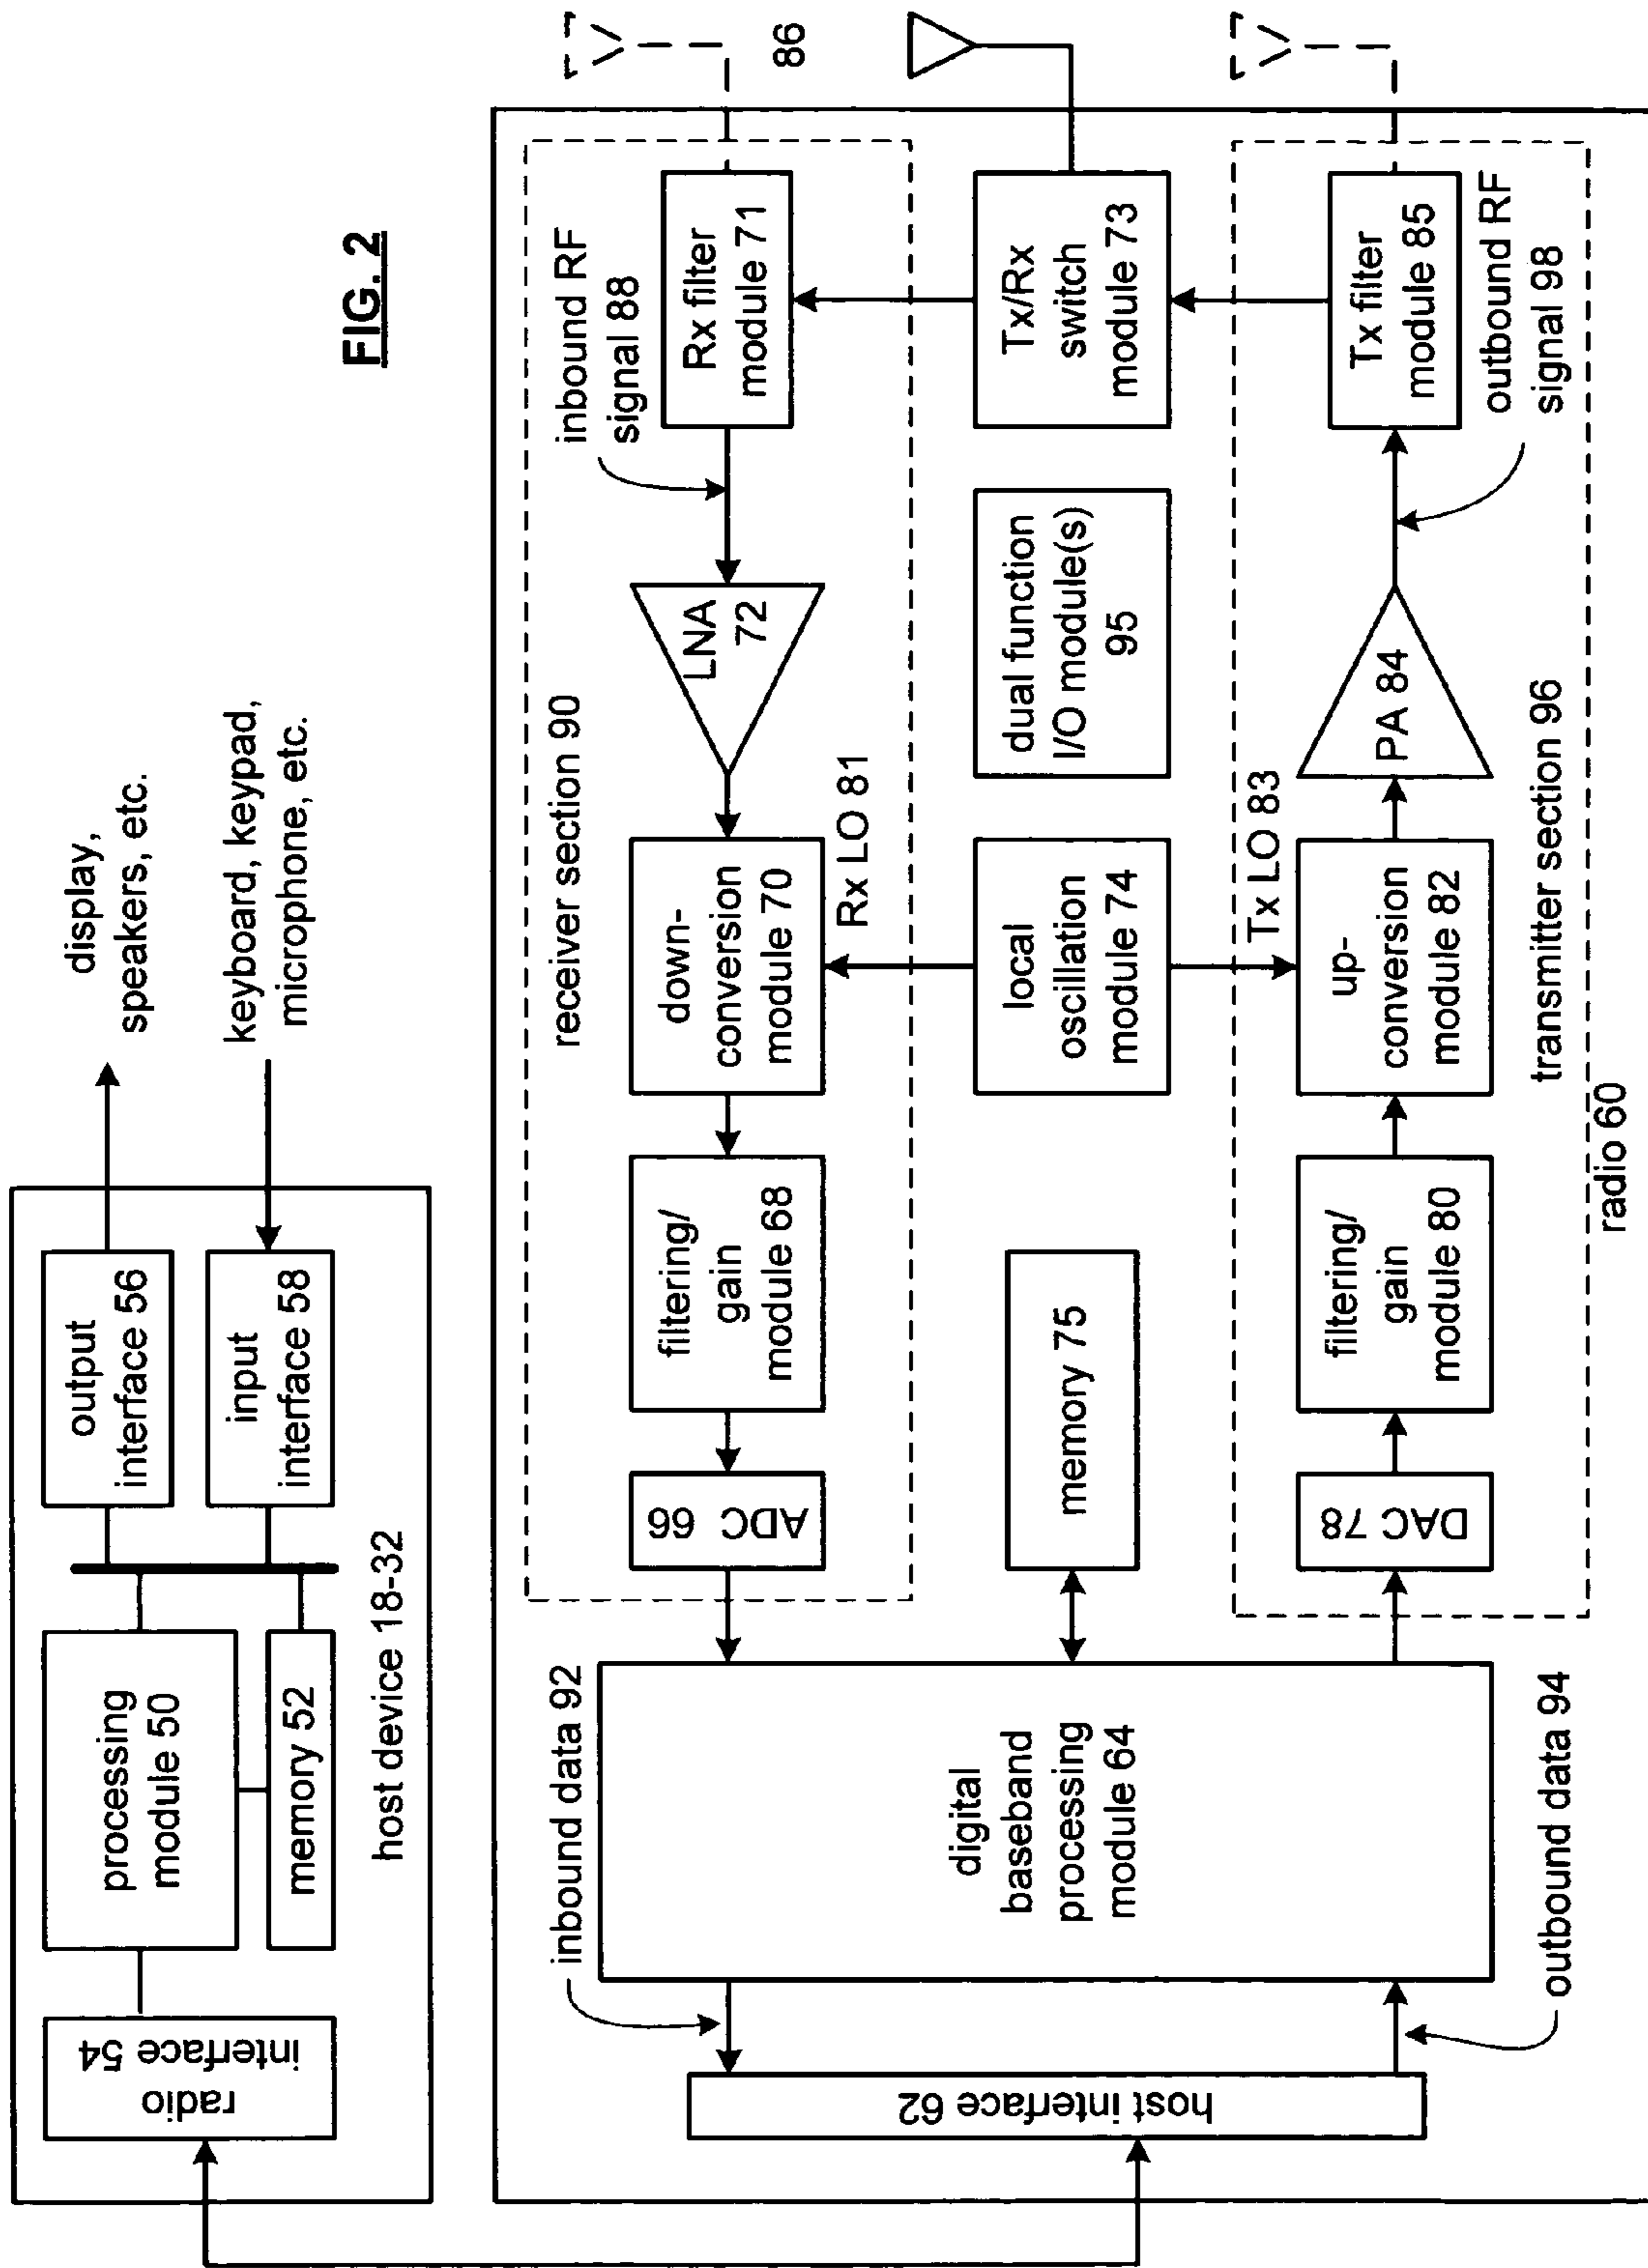 FIG. 2
radio
interface 54
processing
module 50
memory 52
output
interface 56
input
interface 58
display,
speakers, etc.
keyboard, keypad,
microphone, etc.
host device 18-32
host interface 62
inbound data 92
outbound data 94
digital
baseband
processing
module 64
receiver section 90
ADC 66
filtering/
gain
module 68
down-
conversion
module 70
LNA
72
inbound RF
signal 88
Rx filter
module 71
86
Rx LO 81
memory 75
local
oscillation
module 74
dual function
I/O module(s)
95
Tx/Rx
switch
module 73
Tx LO 83
DAC 78
filtering/
gain
module 80
up-
conversion
module 82
PA 84
Tx filter
module 85
outbound RF
signal 98
transmitter section 96
radio 60